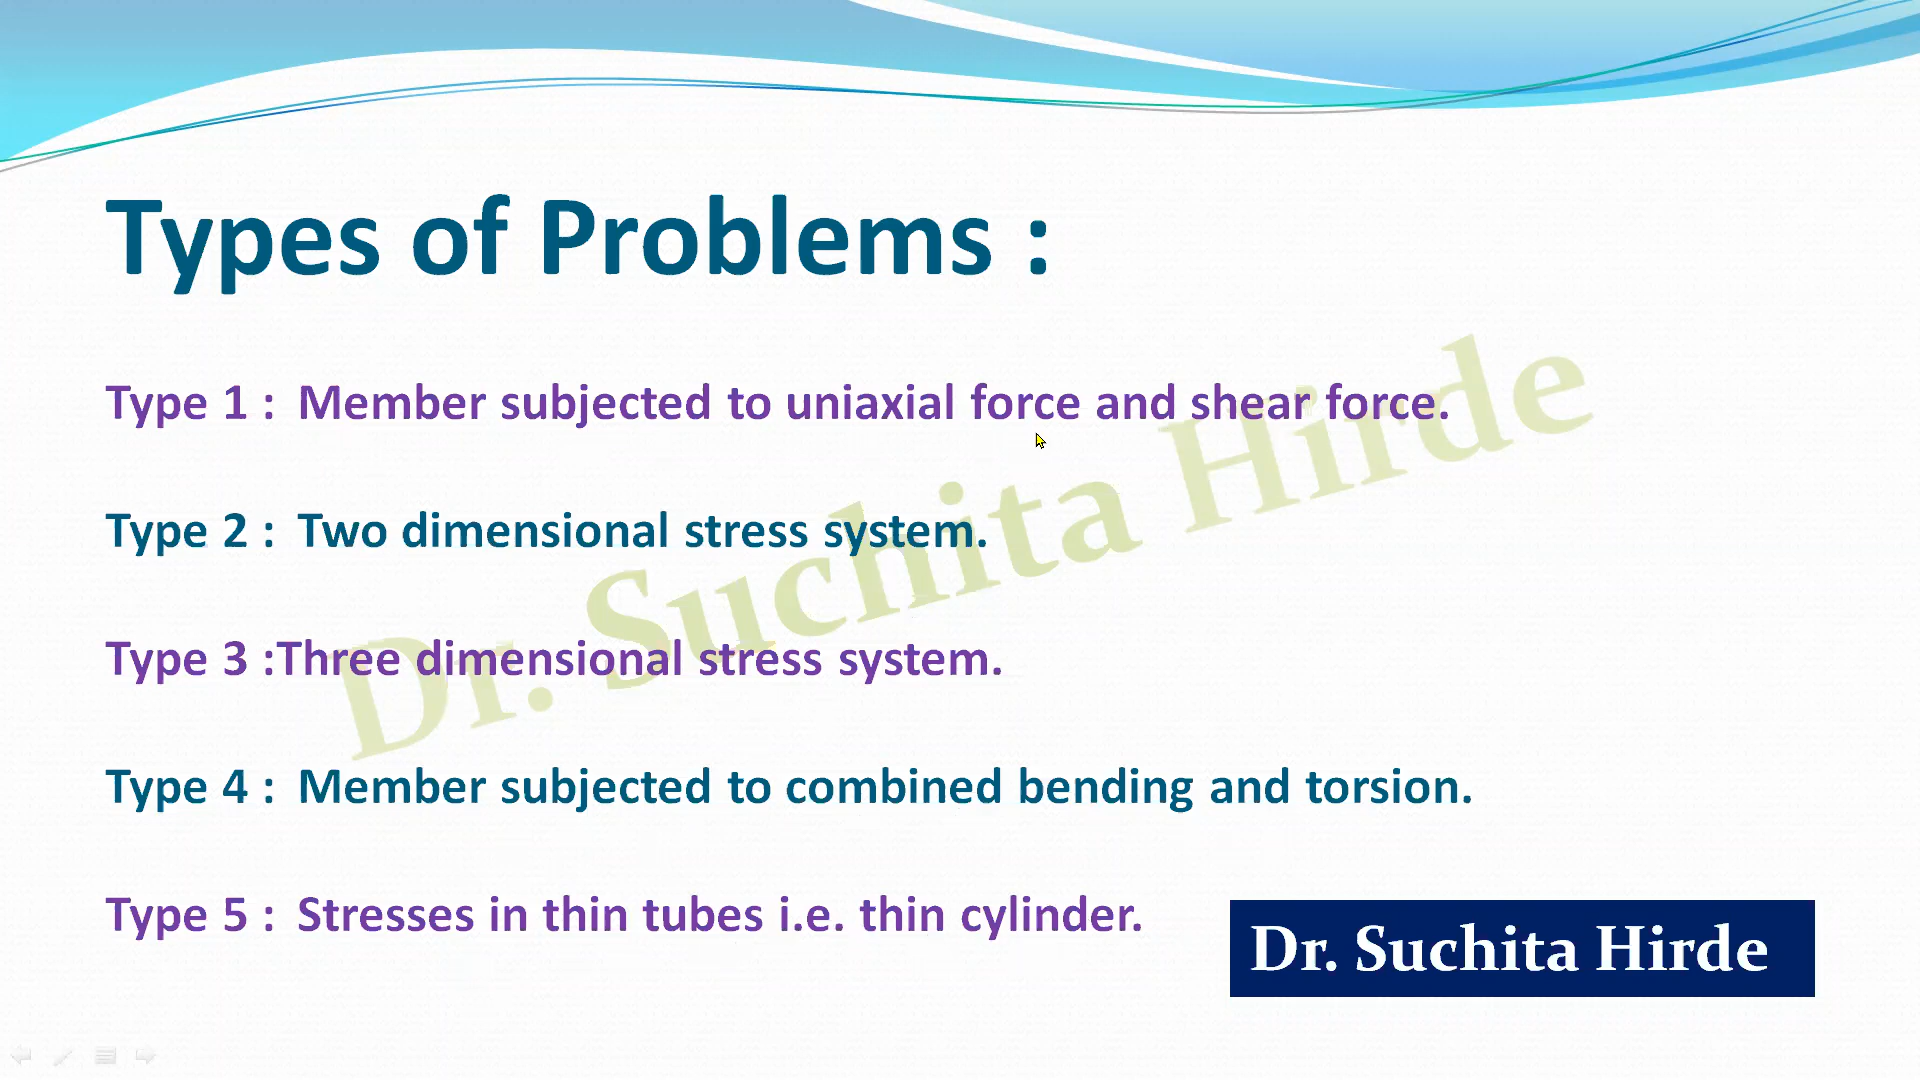 Types of Problems :
Type 1 : Member subjected to uniaxial force and shear force.
Type 2 : Two dimensional stress system.
Type 3 :Three dimensional stress system.
Type 4 : Member subjected to combined bending and torsion.
Type 5 : Stresses in thin tubes i.e. thin cylinder.
Dr. Suchita Hirde
Dr. Suchita Hirde